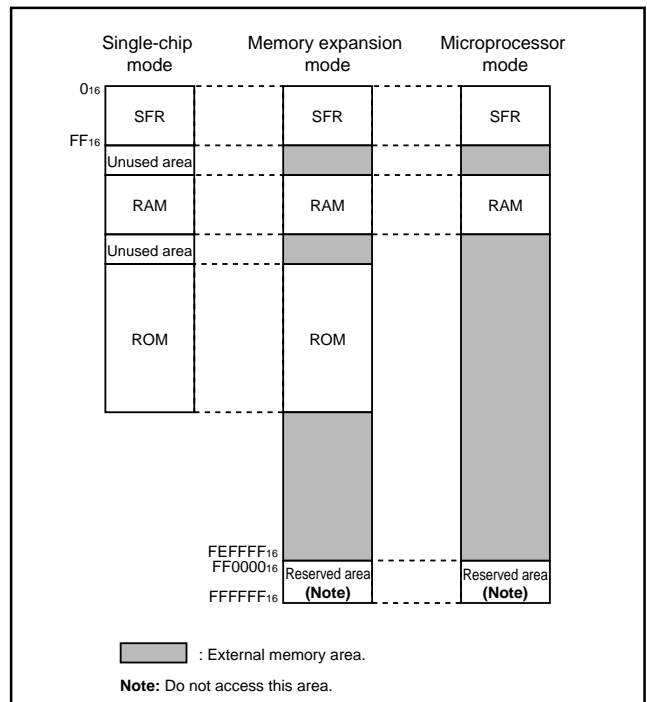 Single-chip mode
Memory expansion mode
Microprocessor mode
0₁₆
SFR
SFR
SFR
FF₁₆
Unused area
RAM
RAM
RAM
Unused area
ROM
ROM
FEFFFF₁₆
FF0000₁₆
Reserved area
(Note)
Reserved area
(Note)
FFFFFF₁₆
: External memory area.
Note: Do not access this area.